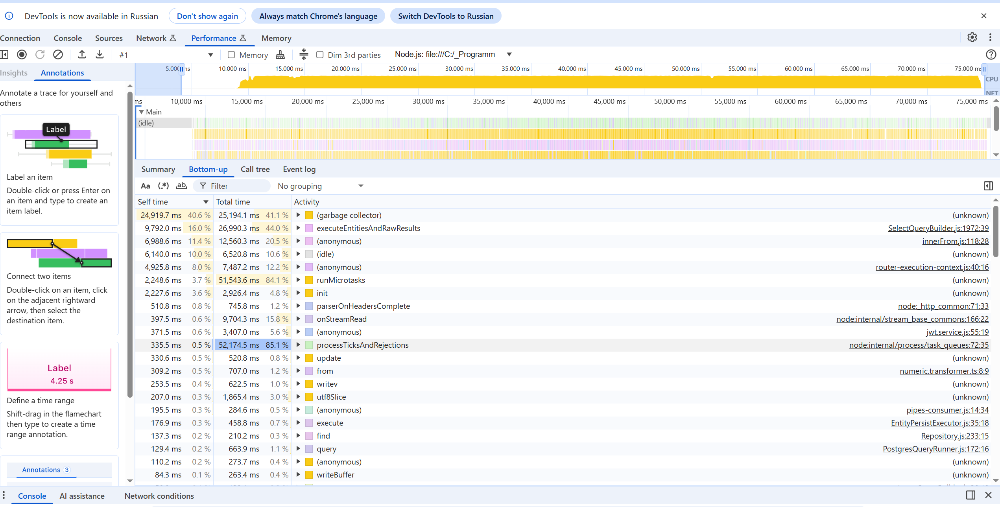 DevTools is now available in Russian Don't show again Always match Chrome's language Switch DevTools to Russian
Connection Console Sources Network Performance Memory
#1 Memory Dim 3rd parties Node.js: file:///C:/_Programm
Insights Annotations
Annotate a trace for yourself and
others
Label
Label an item
Double-click or press Enter on
an item and type to create an
item label.
Connect two items
Double-click on an item, click
on the adjacent rightward
arrow, then select the
destination item.
Label
4.25 s
Define a time range
Shift-drag in the flamechart
then type to create a time
range annotation.
Annotations 3
10,000 ms 15,000 ms 20,000 ms 25,000 ms 30,000 ms 35,000 ms 40,000 ms 45,000 ms 50,000 ms 55,000 ms 60,000 ms 65,000 ms 70,000 ms 75,000 ms
CPU
NET
ms 10,000 ms 15,000 ms 20,000 ms 25,000 ms 30,000 ms 35,000 ms 40,000 ms 45,000 ms 50,000 ms 55,000 ms 60,000 ms 65,000 ms 70,000 ms 75,000 ms
Main
(idle)
Summary Bottom-up Call tree Event log
Aa (.*) ab Filter No grouping
Self time Total time Activity
24,919.7 ms 40.6 % 25,194.1 ms 41.1 % (garbage collector) (unknown)
9,792.0 ms 16.0 % 26,990.3 ms 44.0 % executeEntitiesAndRawResults SelectQueryBuilder.js:1972:39
6,988.6 ms 11.4 % 12,560.3 ms 20.5 % (anonymous) innerFrom.js:118:28
6,140.0 ms 10.0 % 6,520.8 ms 10.6 % (idle) (unknown)
4,925.8 ms 8.0 % 7,487.2 ms 12.2 % (anonymous) router-execution-context.js:40:16
2,248.6 ms 3.7 % 51,543.6 ms 84.1 % runMicrotasks (unknown)
2,227.6 ms 3.6 % 2,926.4 ms 4.8 % init (unknown)
510.8 ms 0.8 % 745.8 ms 1.2 % parserOnHeadersComplete node:_http_common:71:33
397.5 ms 0.6 % 9,704.3 ms 15.8 % onStreamRead node:internal/stream_base_commons:166:22
371.5 ms 0.6 % 3,407.0 ms 5.6 % (anonymous) jwt.service.js:55:19
335.5 ms 0.5 % 52,174.5 ms 85.1 % processTicksAndRejections node:internal/process/task_queues:72:35
330.6 ms 0.5 % 520.8 ms 0.8 % update (unknown)
309.2 ms 0.5 % 707.0 ms 1.2 % from numeric.transformer.ts:8:9
253.5 ms 0.4 % 622.5 ms 1.0 % writev (unknown)
207.0 ms 0.3 % 1,865.4 ms 3.0 % utf8Slice (unknown)
195.5 ms 0.3 % 284.6 ms 0.5 % (anonymous) pipes-consumer.js:14:34
176.9 ms 0.3 % 458.8 ms 0.7 % execute EntityPersistExecutor.js:35:18
137.3 ms 0.2 % 210.2 ms 0.3 % find Repository.js:233:15
129.4 ms 0.2 % 663.9 ms 1.1 % query PostgresQueryRunner.js:172:16
110.2 ms 0.2 % 273.7 ms 0.4 % (anonymous) (unknown)
84.3 ms 0.1 % 263.4 ms 0.4 % writeBuffer (unknown)
Console AI assistance Network conditions